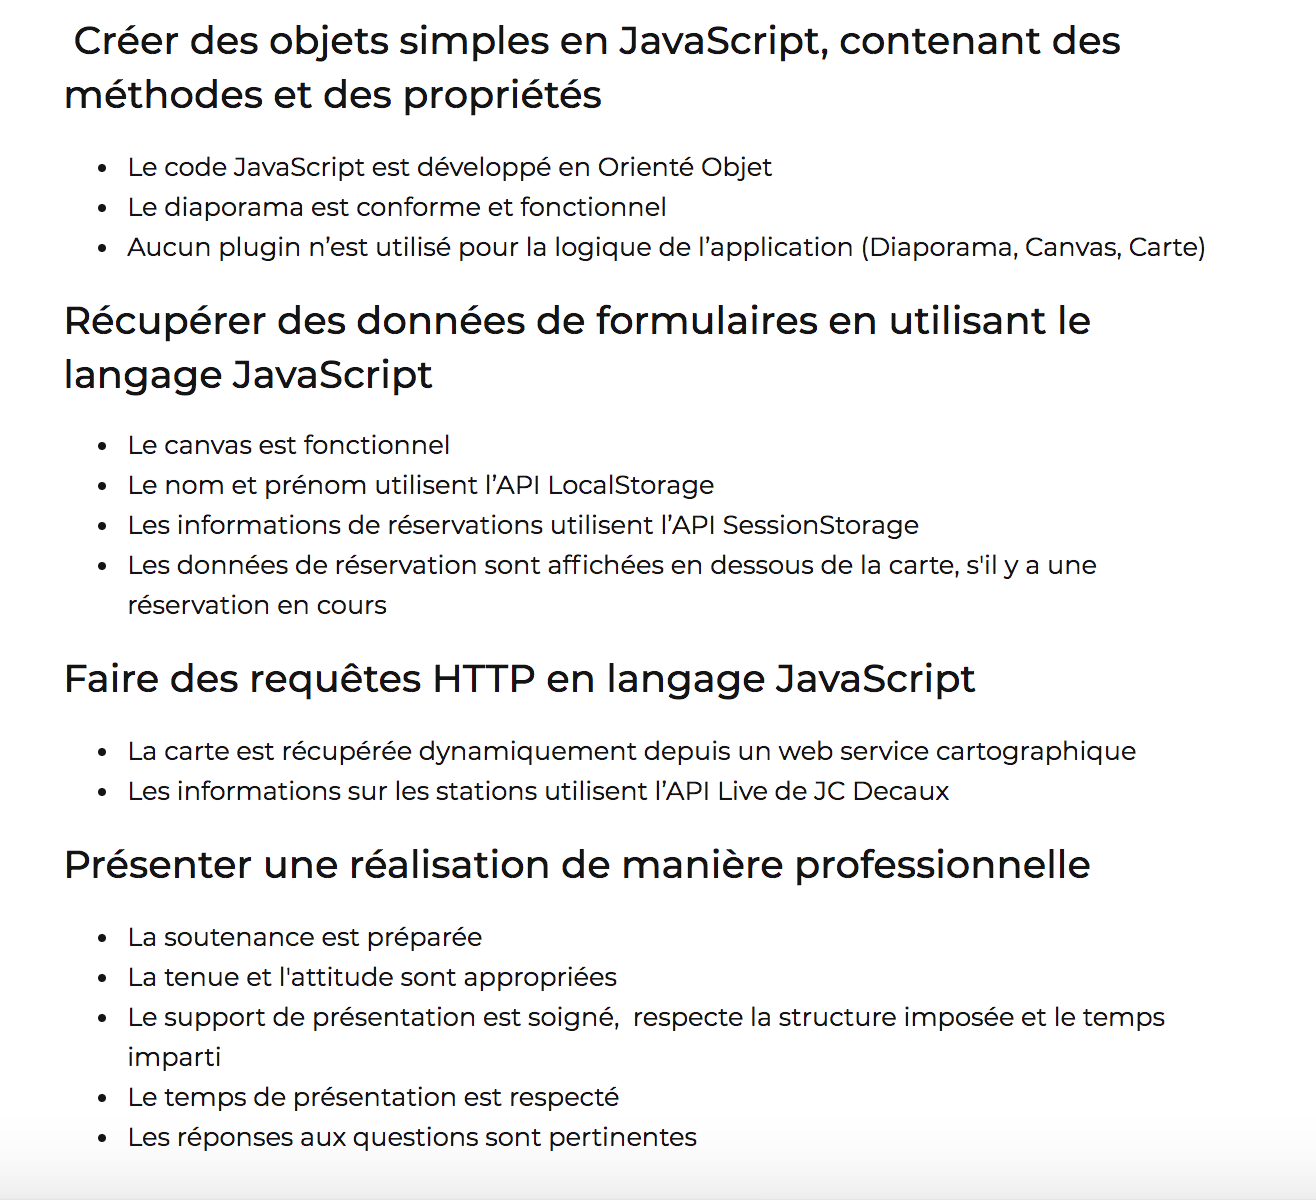 Créer des objets simples en JavaScript, contenant des
méthodes et des propriétés
• Le code JavaScript est développé en Orienté Objet
• Le diaporama est conforme et fonctionnel
• Aucun plugin n’est utilisé pour la logique de l’application (Diaporama, Canvas, Carte)
Récupérer des données de formulaires en utilisant le
langage JavaScript
• Le canvas est fonctionnel
• Le nom et prénom utilisent l’API LocalStorage
• Les informations de réservations utilisent l’API SessionStorage
• Les données de réservation sont affichées en dessous de la carte, s'il y a une
réservation en cours
Faire des requêtes HTTP en langage JavaScript
• La carte est récupérée dynamiquement depuis un web service cartographique
• Les informations sur les stations utilisent l’API Live de JC Decaux
Présenter une réalisation de manière professionnelle
• La soutenance est préparée
• La tenue et l'attitude sont appropriées
• Le support de présentation est soigné,  respecte la structure imposée et le temps
imparti
• Le temps de présentation est respecté
• Les réponses aux questions sont pertinentes